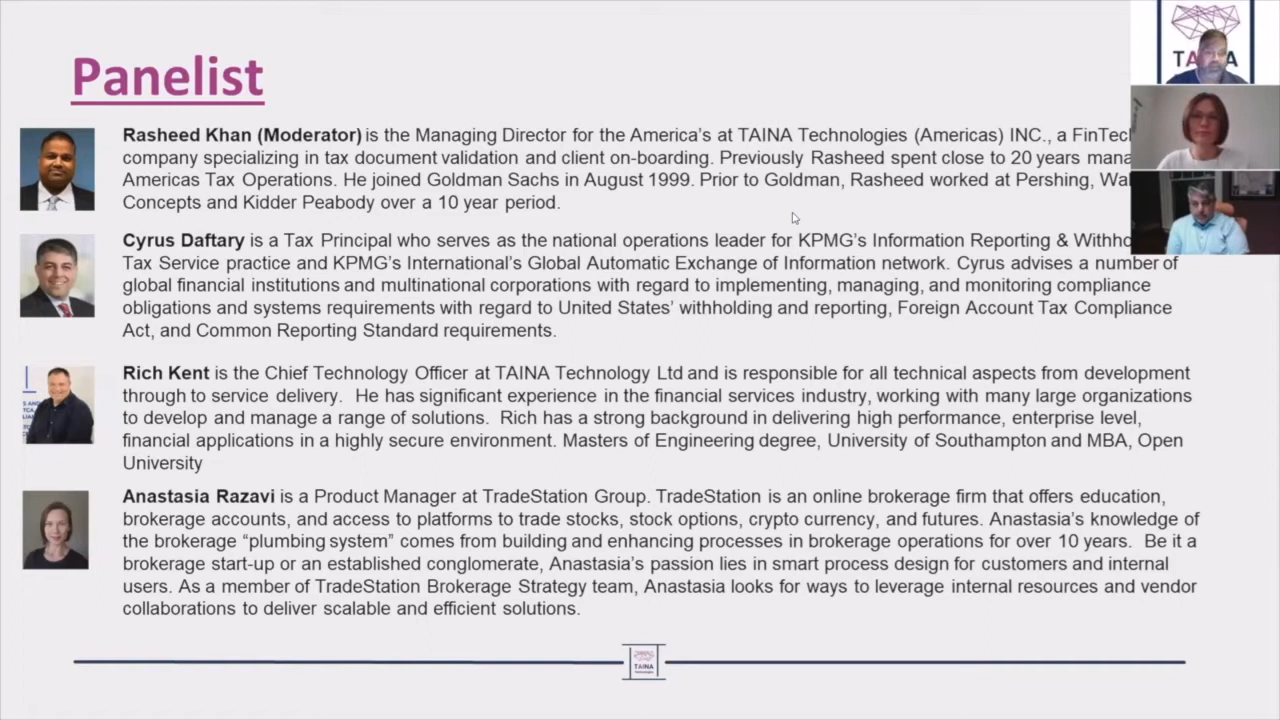 Panelist
Rasheed Khan (Moderator) is the Managing Director for the America's at TAINA Technologies (Americas) INC., a FinTech
company specializing in tax document validation and client on-boarding. Previously Rasheed spent close to 20 years
Americas Tax Operations. He joined Goldman Sachs in August 1999. Prior to Goldman, Rasheed worked at Pershing,
Concepts and Kidder Peabody over a 10 year period.
Cyrus Daftary is a Tax Principal who serves as the national operations leader for KPMG's Information Reporting &
Tax Service practice and KPMG's International's Global Automatic Exchange of Information network. Cyrus advises a number of
global financial institutions and multinational corporations with regard to implementing, managing, and monitoring compliance
obligations and systems requirements with regard to United States' withholding and reporting, Foreign Account Tax Compliance
Act, and Common Reporting Standard requirements.
Rich Kent is the Chief Technology Officer at TAINA Technology Ltd and is responsible for all technical aspects from development
through to service delivery. He has significant experience in the financial services industry, working with many large organizations
to develop and manage a range of solutions. Rich has a strong background in delivering high performance, enterprise level,
financial applications in a highly secure environment. Masters of Engineering degree, University of Southampton and MBA, Open
University
Anastasia Razavi is a Product Manager at TradeStation Group. TradeStation is an online brokerage firm that offers education,
brokerage accounts, and access to platforms to trade stocks, stock options, crypto currency, and futures. Anastasia's knowledge of
the brokerage "plumbing system" comes from building and enhancing processes in brokerage operations for over 10 years. Be it a
brokerage start-up or an established conglomerate, Anastasia's passion lies in smart process design for customers and internal
users. As a member of TradeStation Brokerage Strategy team, Anastasia looks for ways to leverage internal resources and vendor
collaborations to deliver scalable and efficient solutions.
TAINA
Technologies